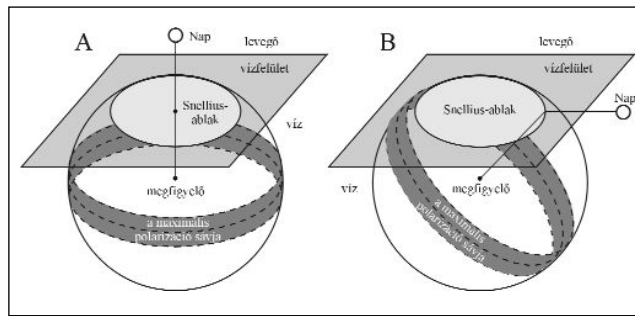 A
Nap
levegő
vízfelület
Snellius-
ablak
víz
megfigyelő
a maximális
polarizáció sávja
B
levegő
vízfelület
Nap
Snellius-ablak
víz
megfigyelő
a maximális
polarizáció sávja